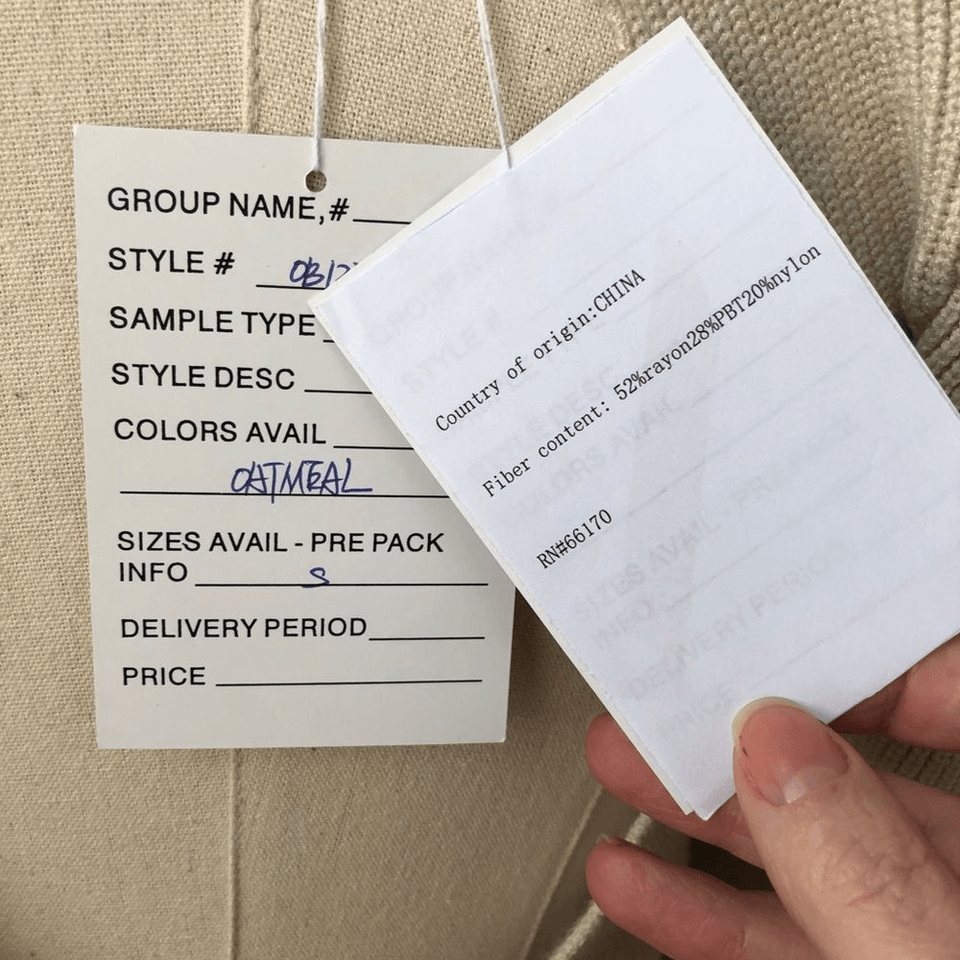 GROUP NAME,#
STYLE #
SAMPLE TYPE
STYLE DESC
COLORS AVAIL
OATMEAL
SIZES AVAIL - PRE PACK
INFO S
DELIVERY PERIOD
PRICE
Country of origin:CHINA
Fiber content: 52%rayon28%PBT20%nylon
RN#66170